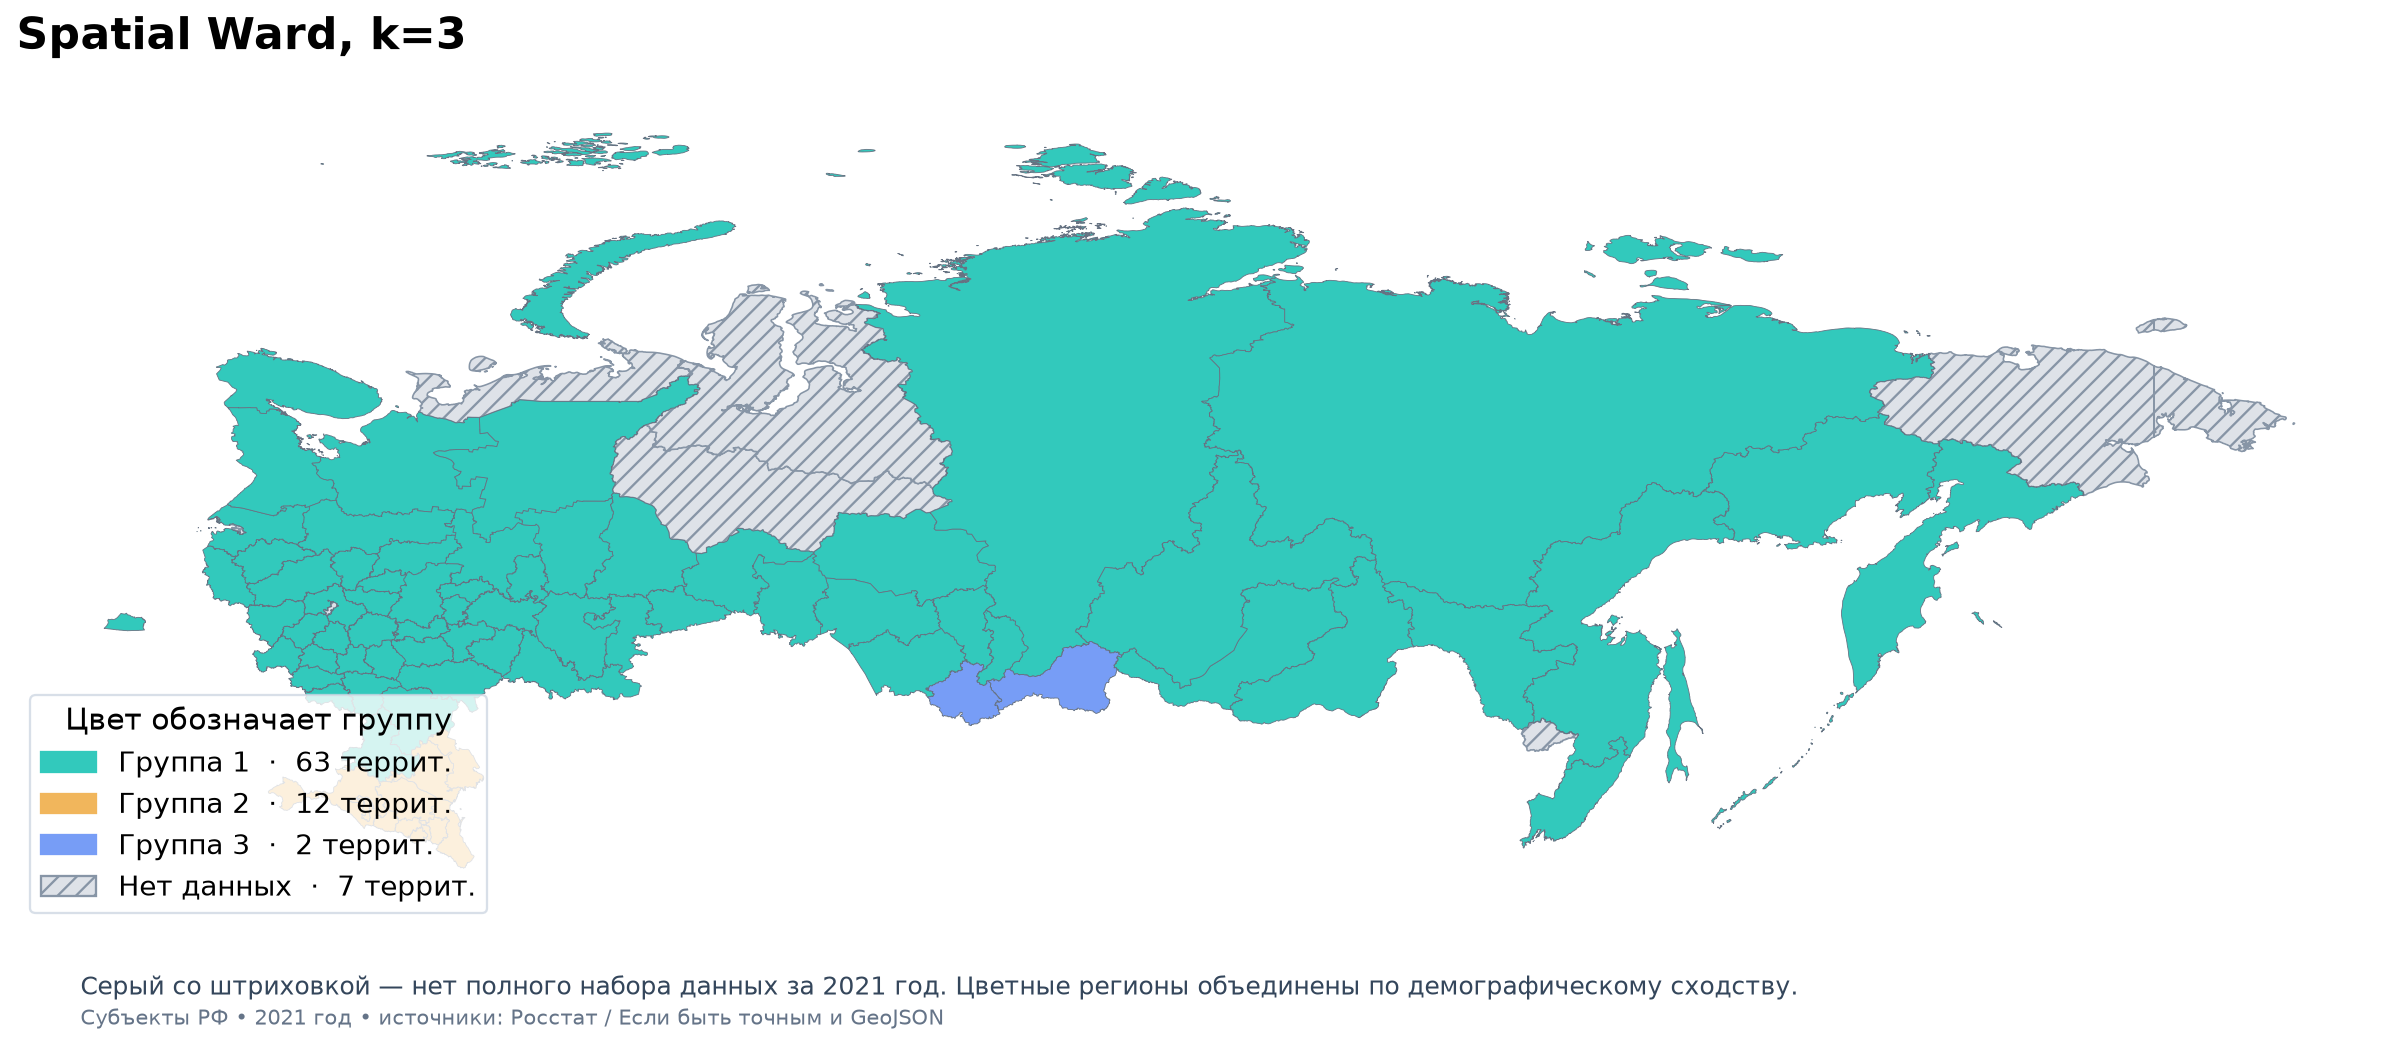 Spatial Ward, k=3
Цвет обозначает группу
Группа 1 · 63 террит.
Группа 2 · 12 террит.
Группа 3 · 2 террит.
Нет данных · 7 террит.
Серый со штриховкой — нет полного набора данных за 2021 год. Цветные регионы объединены по демографическому сходству.
Субъекты РФ • 2021 год • источники: Росстат / Если быть точным и GeoJSON